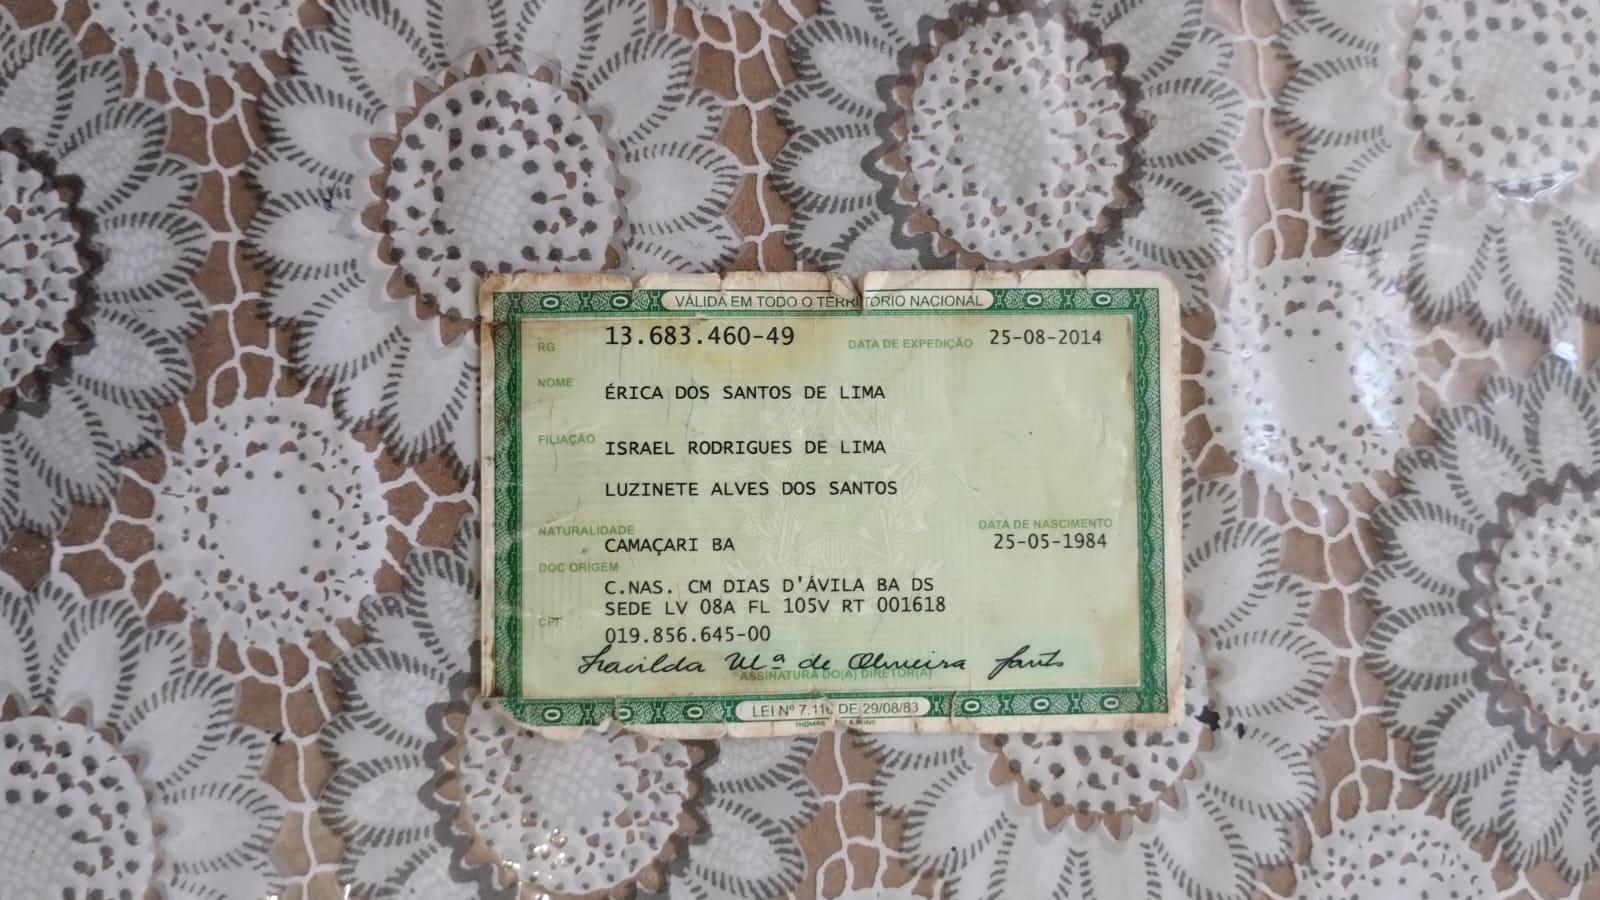 VÁLIDA EM TODO O TERRITÓRIO NACIONAL
RG 13.683.460-49 DATA DE EXPEDIÇÃO 25-08-2014
NOME ÉRICA DOS SANTOS DE LIMA
FILIAÇÃO ISRAEL RODRIGUES DE LIMA
LUZINETE ALVES DOS SANTOS
NATURALIDADE DATA DE NASCIMENTO
CAMAÇARI BA 25-05-1984
DOC ORIGEM
C.NAS. CM DIAS D'ÁVILA BA DS
SEDE LV 08A FL 105V RT 001618
CPF 019.856.645-00
Mª de Oliveira
ASSINATURA DO(A) DIRETOR(A)
LEI Nº 7.116 DE 29/08/83
THOMAS & SONS